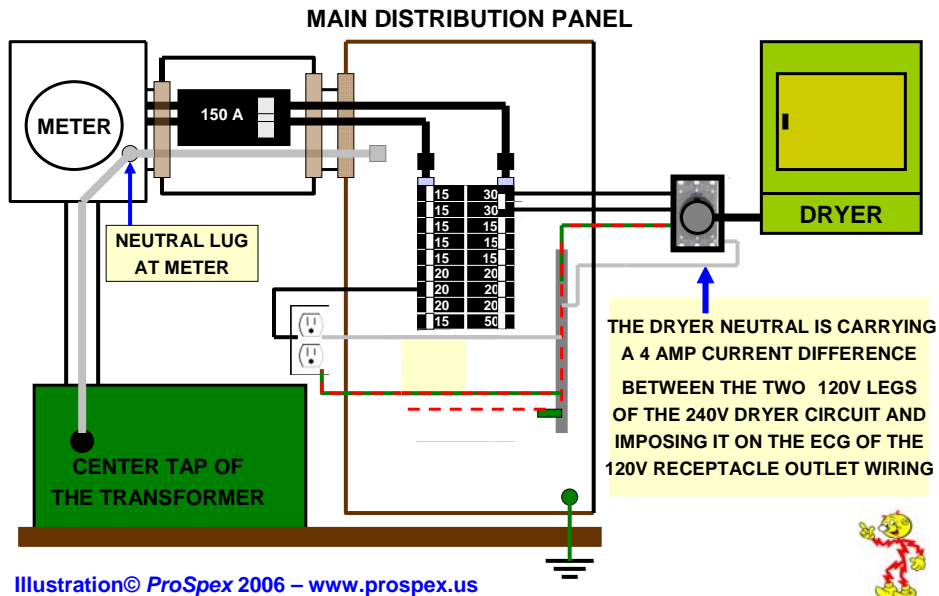 MAIN DISTRIBUTION PANEL
METER
150 A
NEUTRAL LUG
AT METER
15 30
15 30
15 15
15 15
15 15
20 20
20 20
20 20
15 50
DRYER
THE DRYER NEUTRAL IS CARRYING
A 4 AMP CURRENT DIFFERENCE
BETWEEN THE TWO 120V LEGS
OF THE 240V DRYER CIRCUIT AND
IMPOSING IT ON THE ECG OF THE
120V RECEPTACLE OUTLET WIRING
CENTER TAP OF
THE TRANSFORMER
Illustration© ProSpex 2006 – www.prospex.us